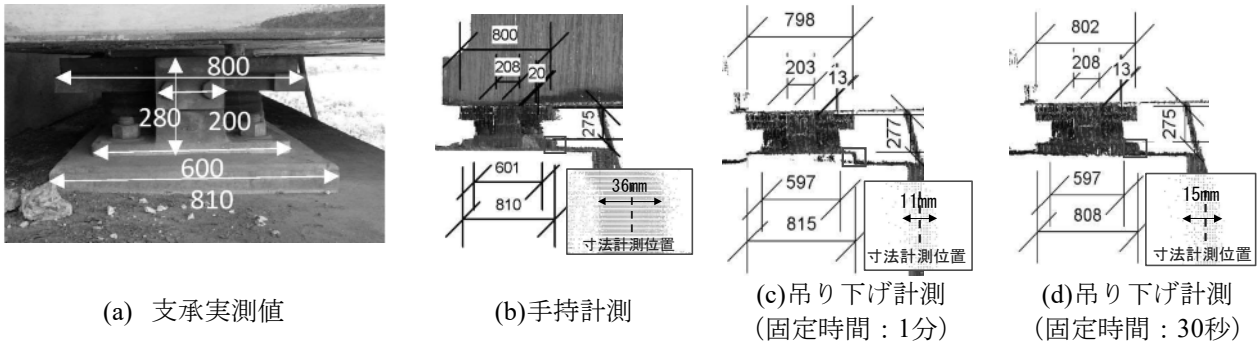 800
280
200
600
810
(a) 支承実測値
800
208
20
275
601
810
36mm
寸法計測位置
(b)手持計測
798
203
13
277
597
815
11mm
寸法計測位置
(c)吊り下げ計測
（固定時間：1分）
802
208
13
275
597
808
15mm
寸法計測位置
(d)吊り下げ計測
（固定時間：30秒）